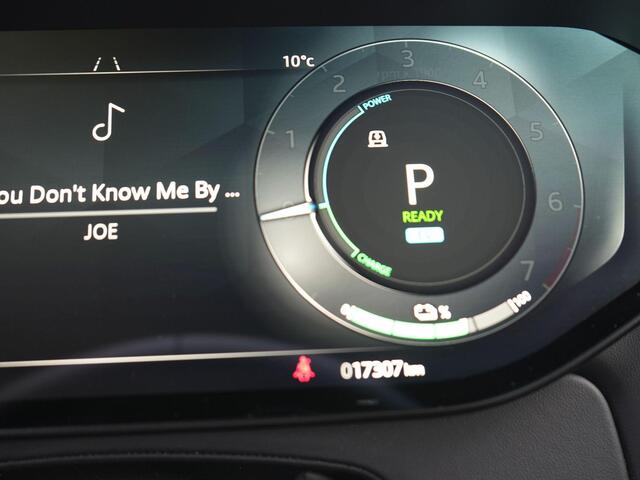 10°c
3
2
4
POWER
1
5
P
ou Don't Know Me By ...
6
READY
JOE
CHARGE
7
0
%
100
017307km